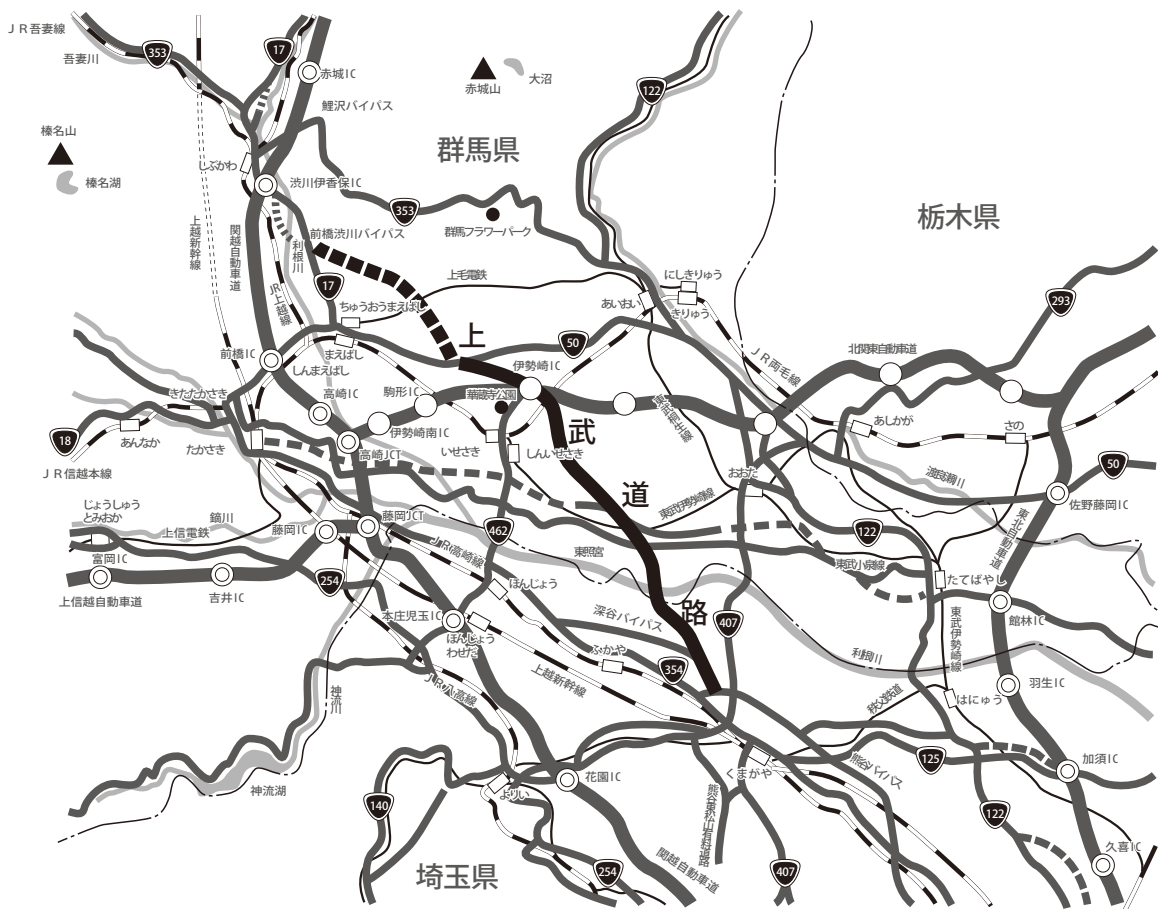 JR吾妻線
吾妻川
353
17
赤城IC
赤城山
大沼
122
鯉沢バイパス
榛名山
榛名湖
群馬県
しぶかわ
渋川伊香保IC
353
群馬フラワーパーク
栃木県
上越新幹線
関越自動車道
利根川
前橋渋川バイパス
JR上越線
17
上毛電鉄
ちゅうおうまえばし
にしきりゅう
あいおい
きりゅう
293
上
50
前橋IC
まえばし
しんまえばし
伊勢崎IC
JR両毛線
北関東自動車道
きたたかさき
高崎IC
駒形IC
華蔵寺公園
18
あんなか
たかさき
伊勢崎南IC
武
あしかが
さの
JR信越本線
高崎JCT
いせさき
しんいせさき
おおた
渡良瀬川
50
じょうしゅう
とみおか
鏑川
上信電鉄
道
東武伊勢崎線
佐野藤岡IC
藤岡IC
藤岡JCT
462
122
東北自動車道
富岡IC
JR高崎線
東照宮
東武小泉線
上信越自動車道
吉井IC
254
ほんじょう
たてばやし
本庄児玉IC
深谷バイパス
路
407
東武伊勢崎線
館林IC
ほんじょう
わせだ
ふかや
354
利根川
JR八高線
上越新幹線
羽生IC
神流川
秩父鉄道
はにゅう
神流湖
花園IC
くまがや
熊谷バイパス
125
加須IC
140
よりい
熊谷東松山有料道路
122
埼玉県
254
関越自動車道
407
久喜IC